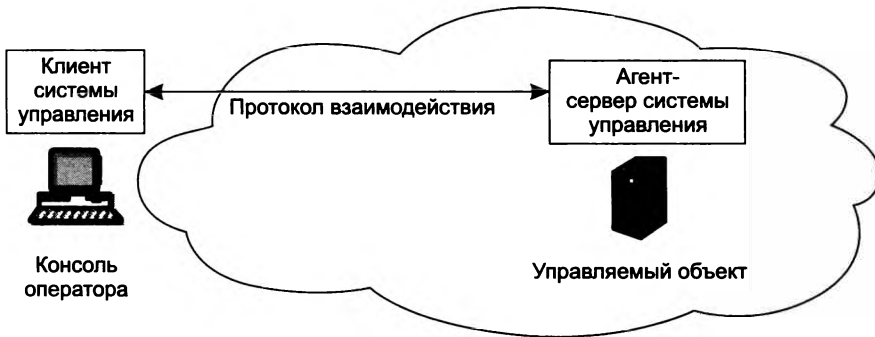 Клиент
системы
управления
Протокол взаимодействия
Агент-
сервер системы
управления
Консоль
оператора
Управляемый объект